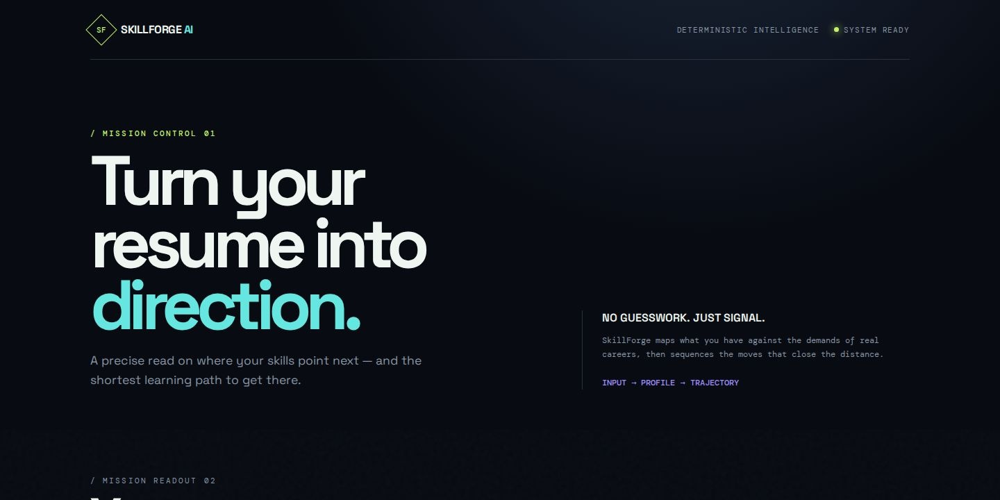 SF
SKILLFORGE AI
DETERMINISTIC INTELLIGENCE
SYSTEM READY
/ MISSION CONTROL 01
Turn your
resume into
direction.
A precise read on where your skills point next — and the
shortest learning path to get there.
NO GUESSWORK. JUST SIGNAL.
SkillForge maps what you have against the demands of real
careers, then sequences the moves that close the distance.
INPUT → PROFILE → TRAJECTORY
/ MISSION READOUT 02